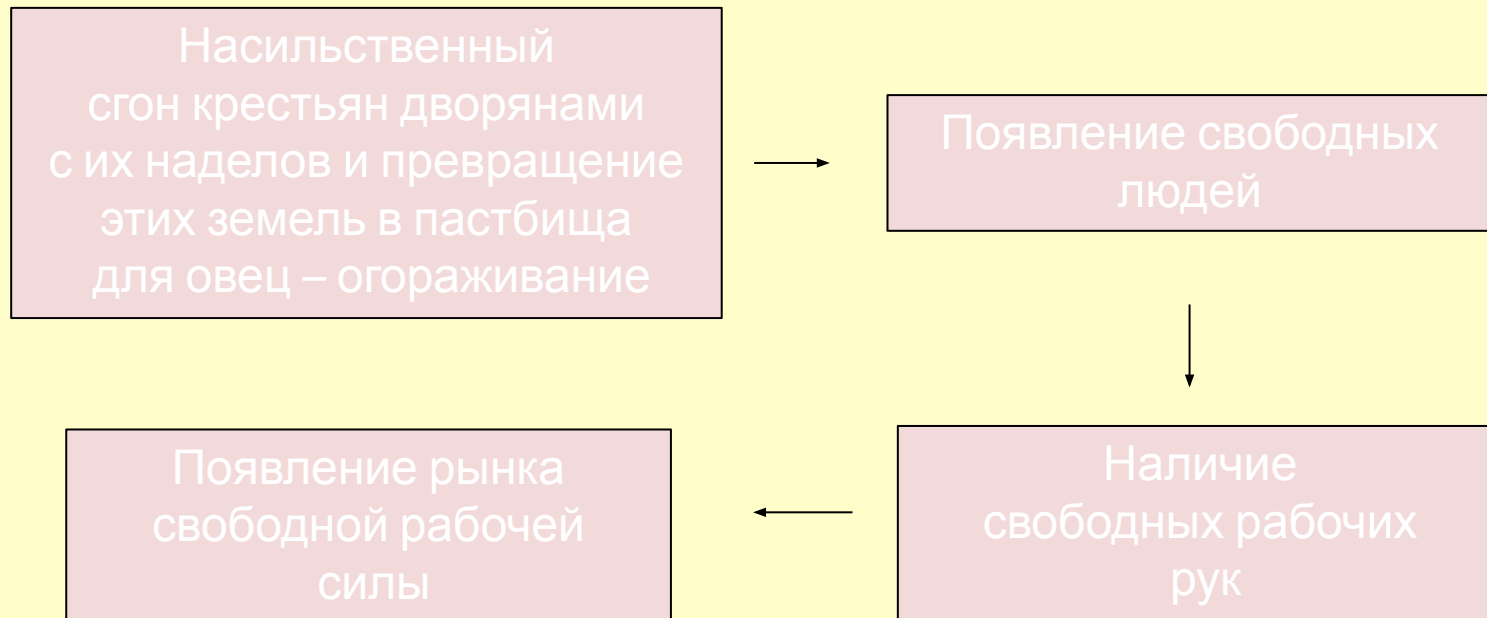 Насильственный
сгон крестьян дворянами
с их наделов и превращение
этих земель в пастбища
для овец – огораживание
Появление свободных
людей
Наличие
свободных рабочих
рук
Появление рынка
свободной рабочей
силы